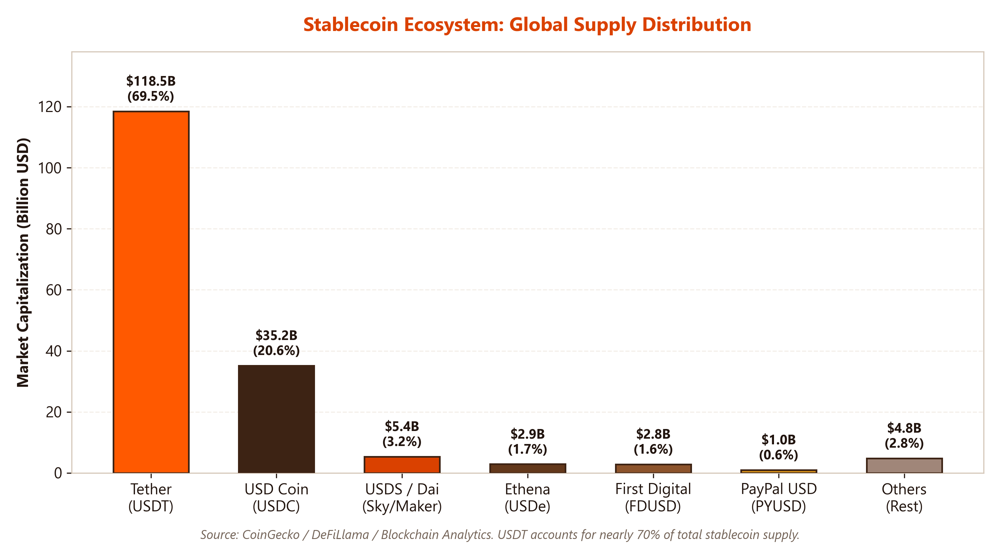 Stablecoin Ecosystem: Global Supply Distribution
Market Capitalization (Billion USD)
120
100
80
60
40
20
0
$118.5B
(69.5%)
$35.2B
(20.6%)
$5.4B
(3.2%)
$2.9B
(1.7%)
$2.8B
(1.6%)
$1.0B
(0.6%)
$4.8B
(2.8%)
Tether
(USDT)
USD Coin
(USDC)
USDS / Dai
(Sky/Maker)
Ethena
(USDe)
First Digital
(FDUSD)
PayPal USD
(PYUSD)
Others
(Rest)
Source: CoinGecko / DeFiLlama / Blockchain Analytics. USDT accounts for nearly 70% of total stablecoin supply.